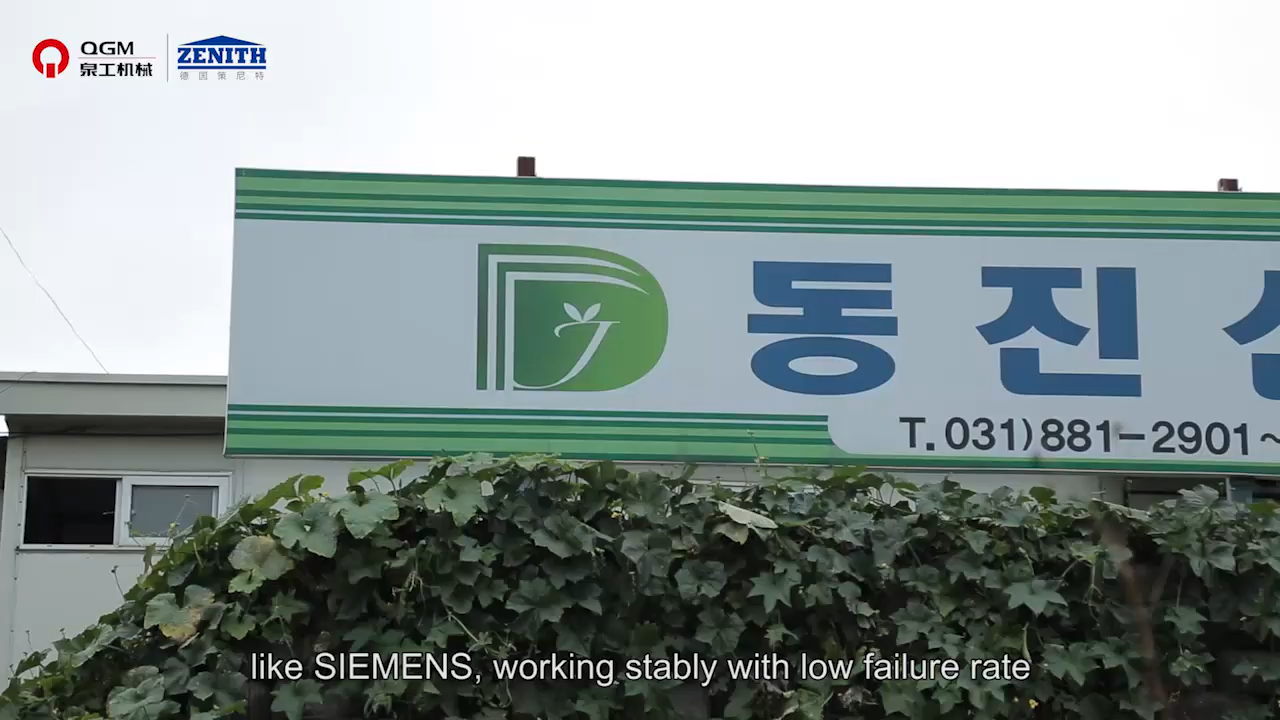 QGM
泉工机械
ZENITH
德国策尼特
동진
T.031)881-2901~
like SIEMENS, working stably with low failure rate